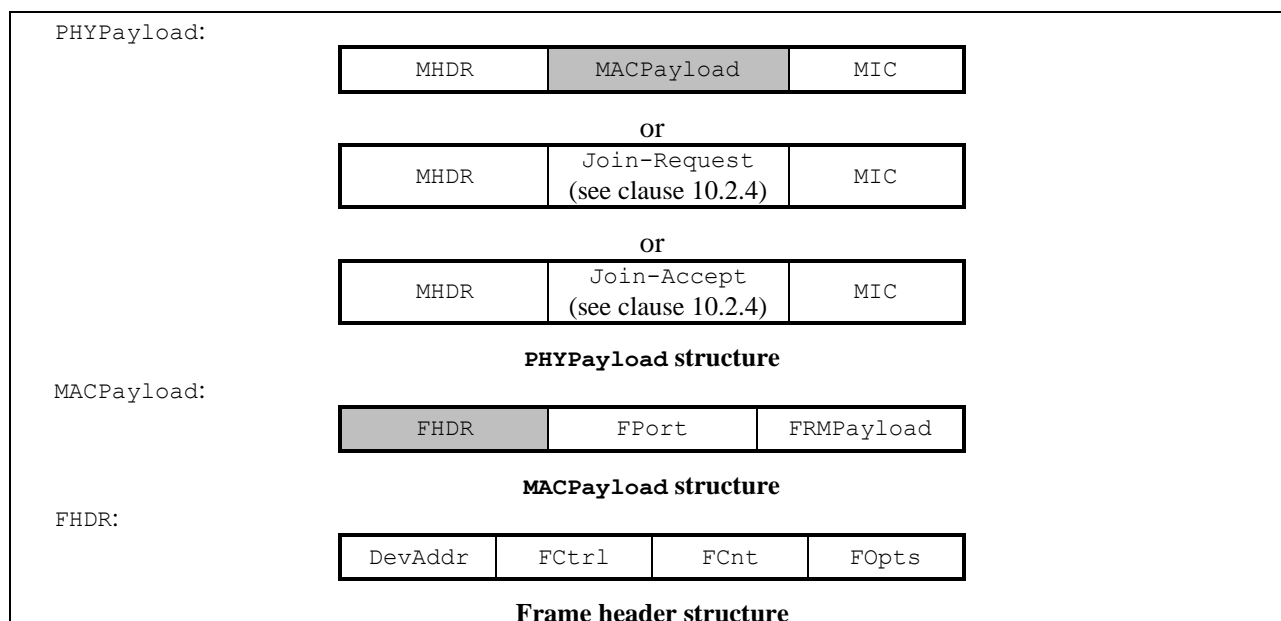 PHYPayload:
MHDR MACPayload MIC
or
MHDR Join-Request (see clause 10.2.4) MIC
or
MHDR Join-Accept (see clause 10.2.4) MIC
PHYPayload structure
MACPayload:
FHDR FPort FRMPayload
MACPayload structure
FHDR:
DevAddr FCtrl FCnt FOpts
Frame header structure